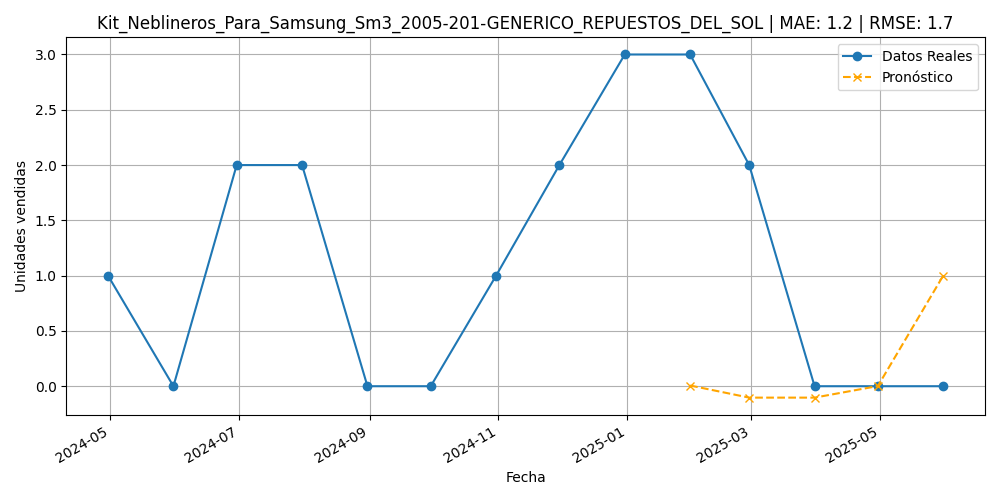 Kit_Neblineros_Para_Samsung_Sm3_2005-201-GENERICO_REPUESTOS_DEL_SOL | MAE: 1.2 | RMSE: 1.7
Datos Reales
Pronóstico
Unidades vendidas
3.0
2.5
2.0
1.5
1.0
0.5
0.0
2024-05
2024-07
2024-09
2024-11
2025-01
2025-03
2025-05
Fecha